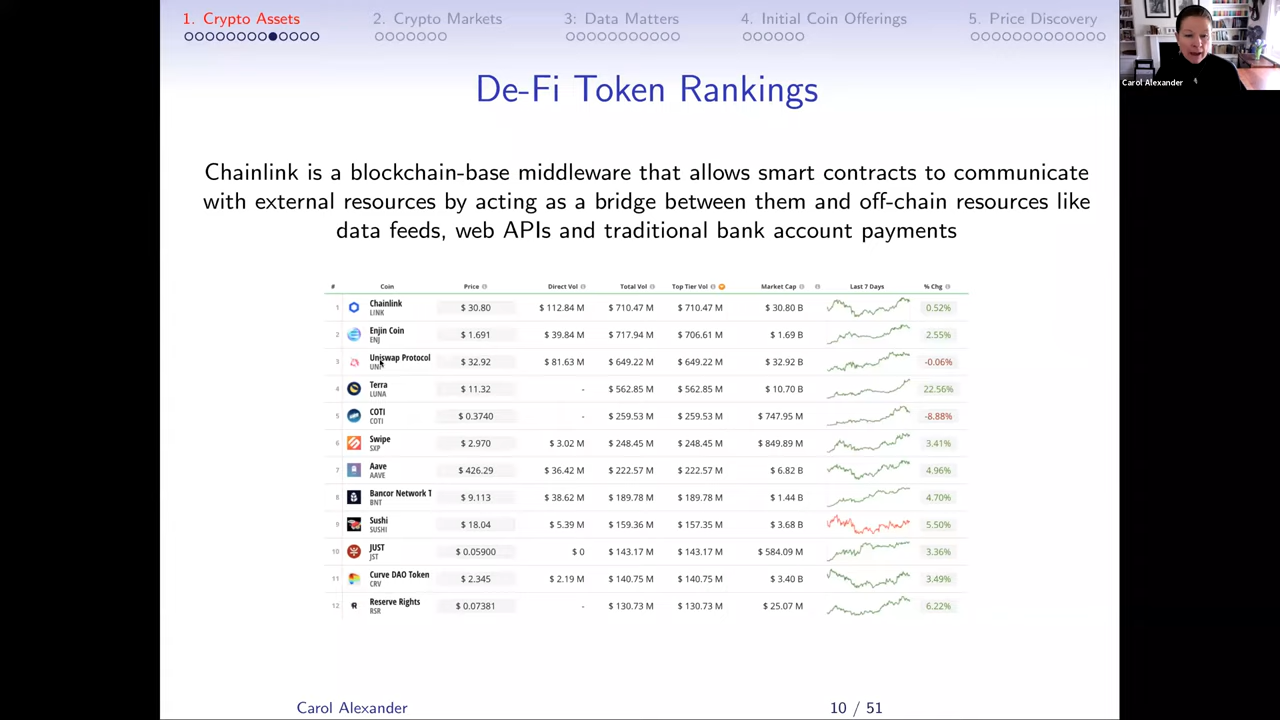 1. Crypto Assets 2. Crypto Markets 3: Data Matters 4. Initial Coin Offerings 5. Price Discovery
Carol Alexander
De-Fi Token Rankings
Chainlink is a blockchain-base middleware that allows smart contracts to communicate
with external resources by acting as a bridge between them and off-chain resources like
data feeds, web APIs and traditional bank account payments
# Coin Price Direct Vol Total Vol Top Tier Vol Market Cap Last 7 Days % Chg
1 Chainlink $ 30.80 $ 112.84 M $ 710.47 M $ 710.47 M $ 30.80 B 0.52%
LINK
2 Enjin Coin $ 1.691 $ 39.84 M $ 717.94 M $ 706.61 M $ 1.69 B 2.55%
ENJ
3 Uniswap Protocol $ 32.92 $ 81.63 M $ 649.22 M $ 649.22 M $ 32.92 B -0.06%
UNI
4 Terra $ 11.32 - $ 562.85 M $ 562.85 M $ 10.70 B 22.56%
LUNA
5 COTI $ 0.3740 - $ 259.53 M $ 259.53 M $ 747.95 M -8.88%
COTI
6 Swipe $ 2.970 $ 3.02 M $ 248.45 M $ 248.45 M $ 849.89 M 3.41%
SXP
7 Aave $ 426.29 $ 36.42 M $ 222.57 M $ 222.57 M $ 6.82 B 4.96%
AAVE
8 Bancor Network T $ 9.113 $ 38.62 M $ 189.78 M $ 189.78 M $ 1.44 B 4.70%
BNT
9 Sushi $ 18.04 $ 5.39 M $ 159.36 M $ 157.35 M $ 3.68 B 5.50%
SUSHI
10 JUST $ 0.05900 $ 0 $ 143.17 M $ 143.17 M $ 584.09 M 3.36%
JST
11 Curve DAO Token $ 2.345 $ 2.19 M $ 140.75 M $ 140.75 M $ 3.40 B 3.49%
CRV
12 Reserve Rights $ 0.07381 - $ 130.73 M $ 130.73 M $ 25.07 M 6.22%
RSR
Carol Alexander 10 / 51